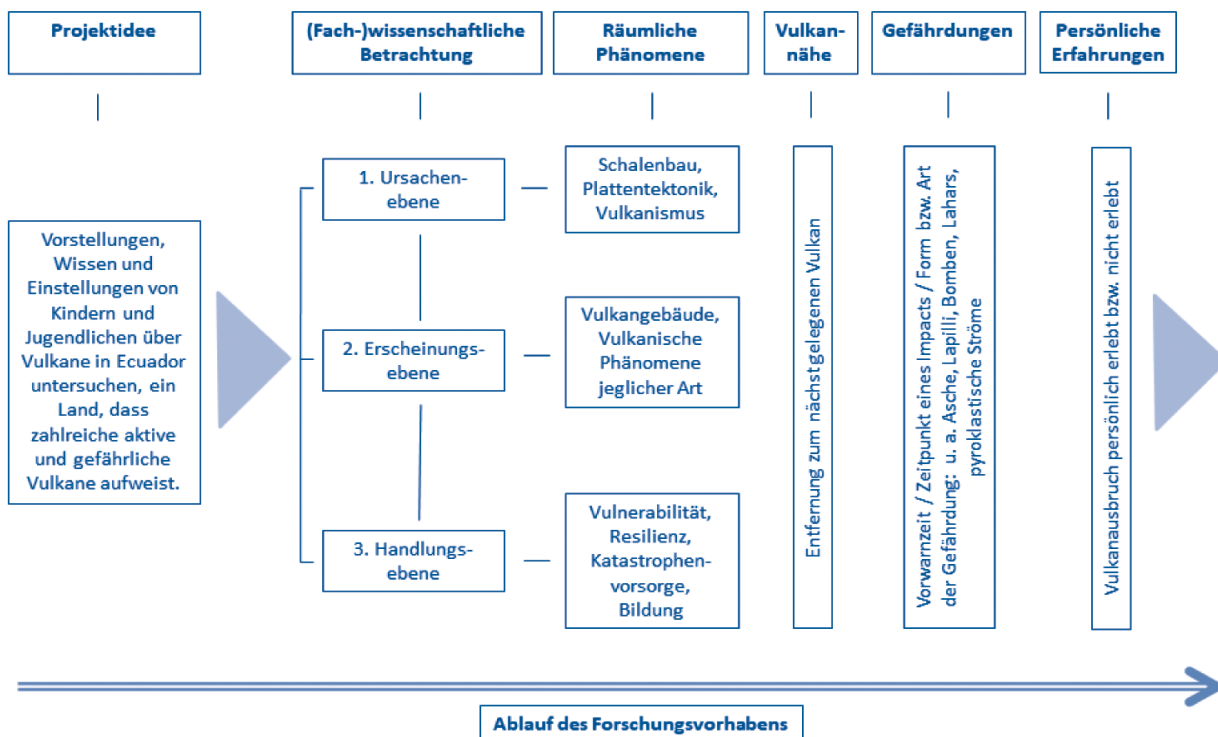 Projektidee
(Fach-)wissenschaftliche
Betrachtung
Räumliche
Phänomene
Vulkan-
nähe
Gefährdungen
Persönliche
Erfahrungen
Vorstellungen,
Wissen und
Einstellungen von
Kindern und
Jugendlichen über
Vulkane in Ecuador
untersuchen, ein
Land, dass
zahlreiche aktive
und gefährliche
Vulkane aufweist.
1. Ursachen-
ebene
2. Erscheinungs-
ebene
3. Handlungs-
ebene
Schalenbau,
Plattentektonik,
Vulkanismus
Vulkangebäude,
Vulkanische
Phänomene
jeglicher Art
Vulnerabilität,
Resilienz,
Katastrophen-
vorsorge,
Bildung
Entfernung zum nächstgelegenen Vulkan
Vorwarnzeit / Zeitpunkt eines Impacts / Form bzw. Art
der Gefährdung: u. a. Asche, Lapilli, Bomben, Lahars,
pyroklastische Ströme
Vulkanausbruch persönlich erlebt bzw. nicht erlebt
Ablauf des Forschungsvorhabens